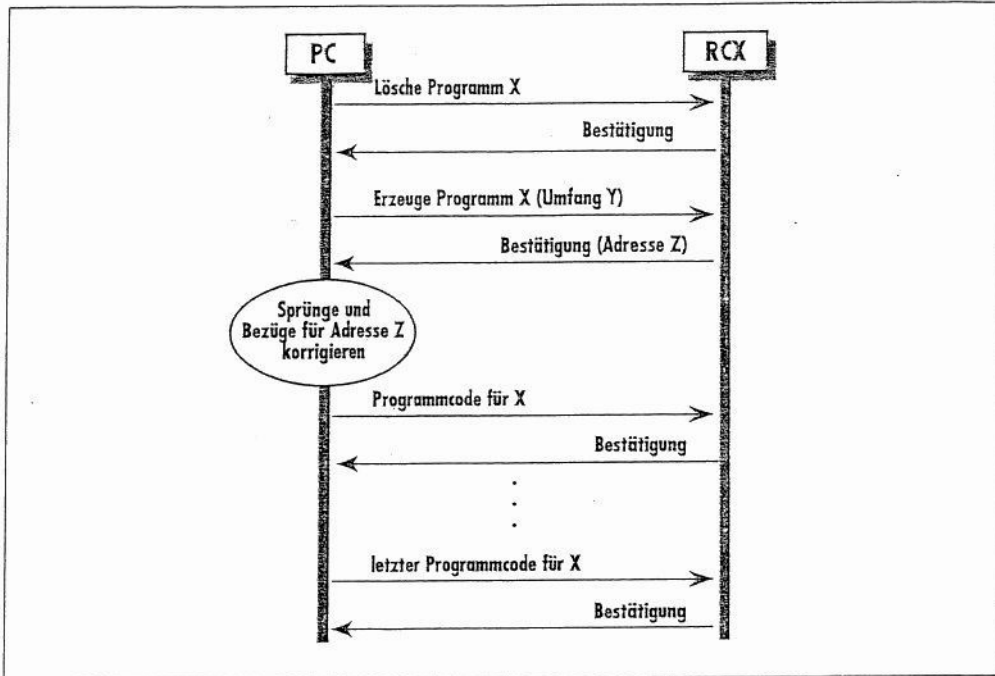 PC
RCX
Lösche Programm X
Bestätigung
Erzeuge Programm X (Umfang Y)
Bestätigung (Adresse Z)
Sprünge und
Bezüge für Adresse Z
korrigieren
Programmcode für X
Bestätigung
letzter Programmcode für X
Bestätigung